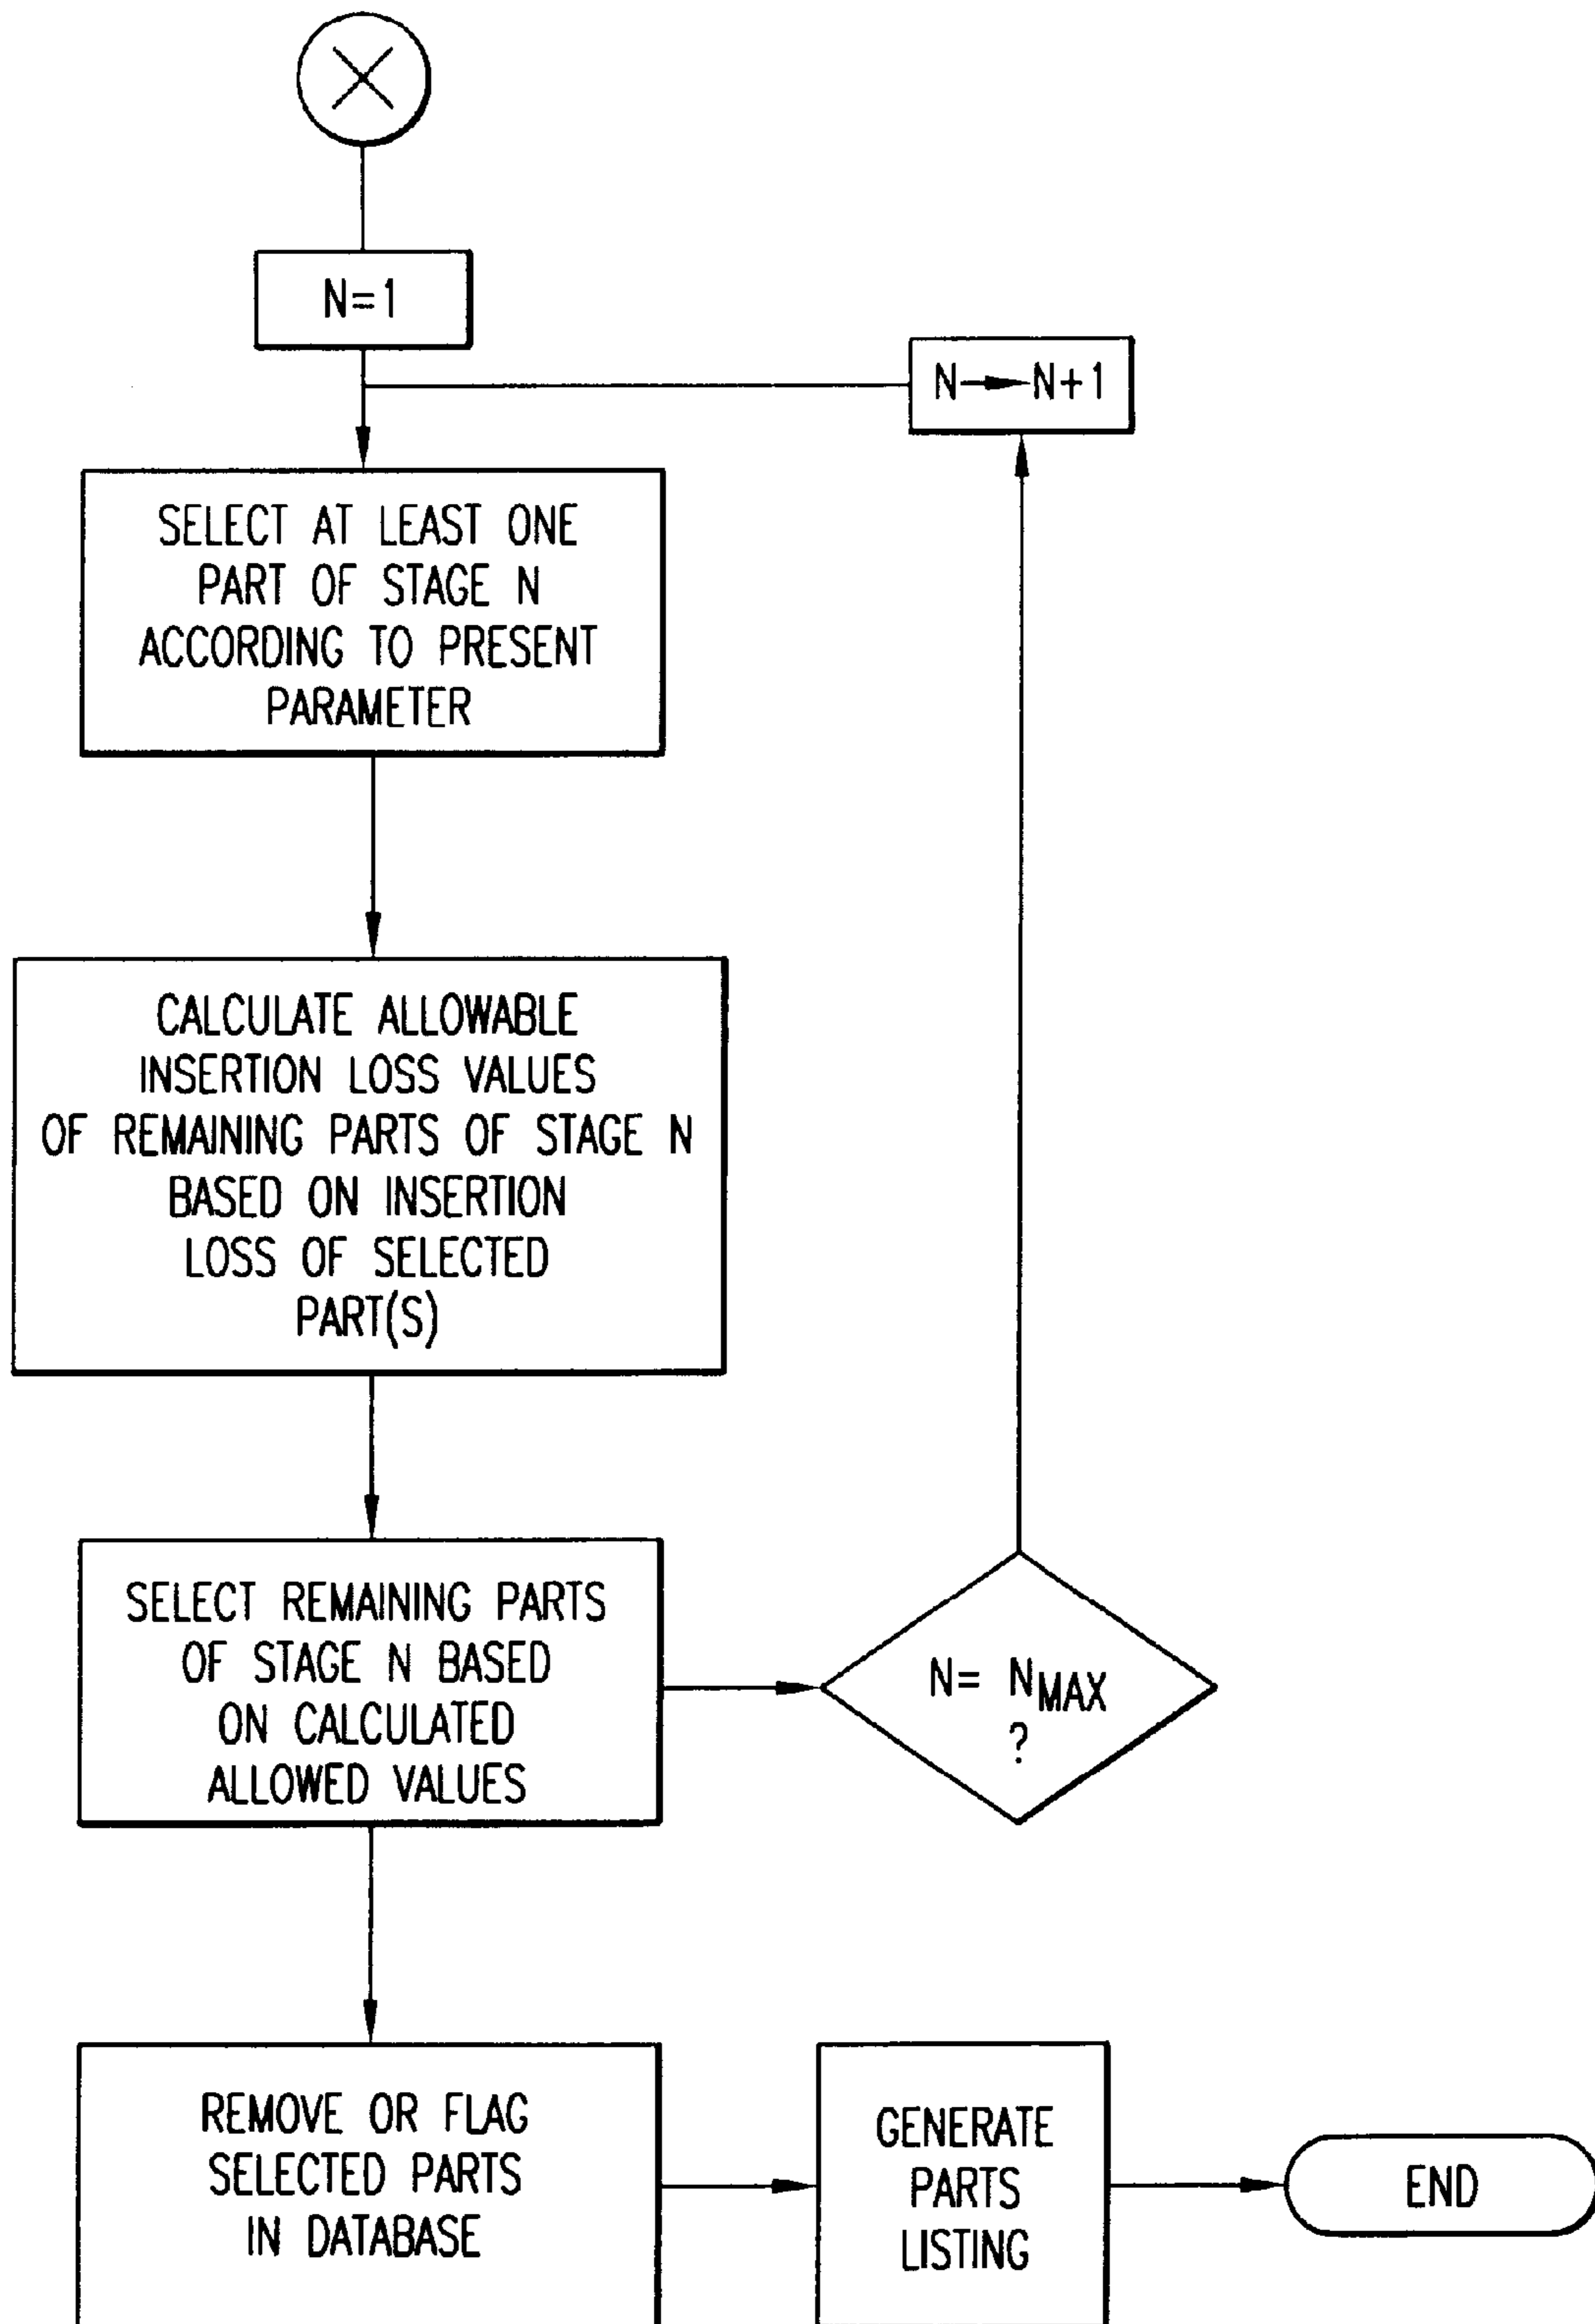 N=1
N→N+1
SELECT AT LEAST ONE
PART OF STAGE N
ACCORDING TO PRESENT
PARAMETER
CALCULATE ALLOWABLE
INSERTION LOSS VALUES
OF REMAINING PARTS OF STAGE N
BASED ON INSERTION
LOSS OF SELECTED
PART(S)
SELECT REMAINING PARTS
OF STAGE N BASED
ON CALCULATED
ALLOWED VALUES
N= NMAX
?
REMOVE OR FLAG
SELECTED PARTS
IN DATABASE
GENERATE
PARTS
LISTING
END